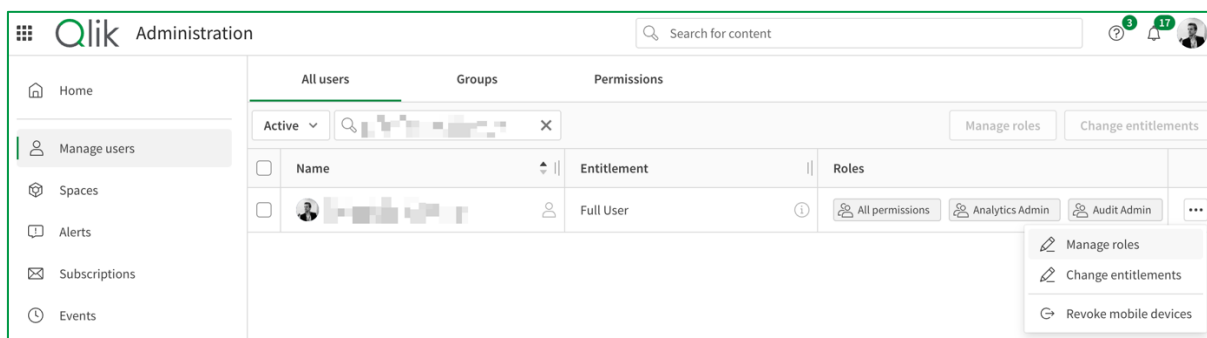 Qlik Administration
Search for content
3
17
Home
Manage users
Spaces
Alerts
Subscriptions
Events
All users Groups Permissions
Active
Manage roles Change entitlements
Name Entitlement Roles
Full User All permissions Analytics Admin Audit Admin
Manage roles
Change entitlements
Revoke mobile devices